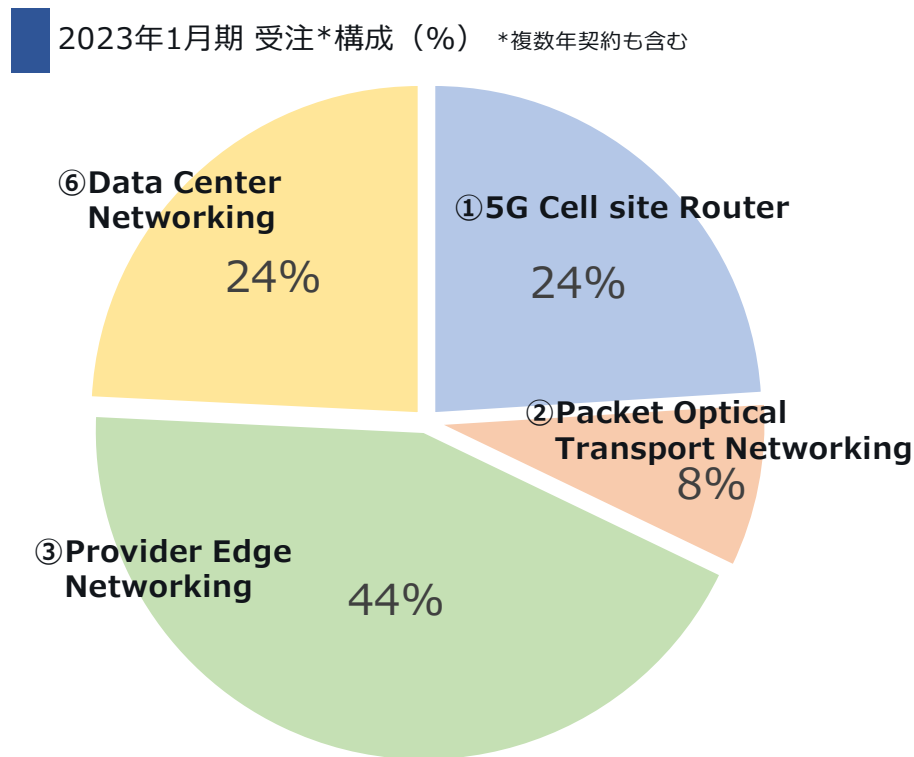 2023年1月期 受注*構成（%） *複数年契約も含む
⑥Data Center
Networking
24%
①5G Cell site Router
24%
②Packet Optical
Transport Networking
8%
③Provider Edge
Networking
44%